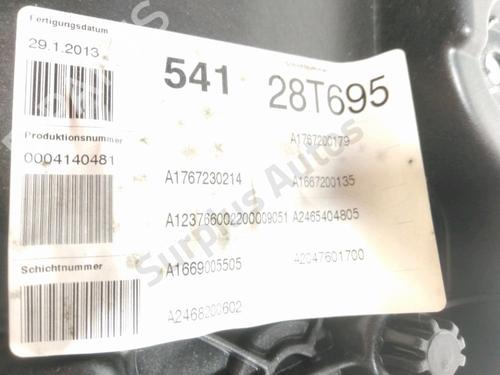 Fertigungsdatum
29.1.2013
541
28T695
Produktionsnummer
0004140481
A1767200179
A1767230214
A1667200135
A123766002200009051
A2465404805
Schichtnummer
A1669005505
A2047601700
A2468200602
Surplus Autos